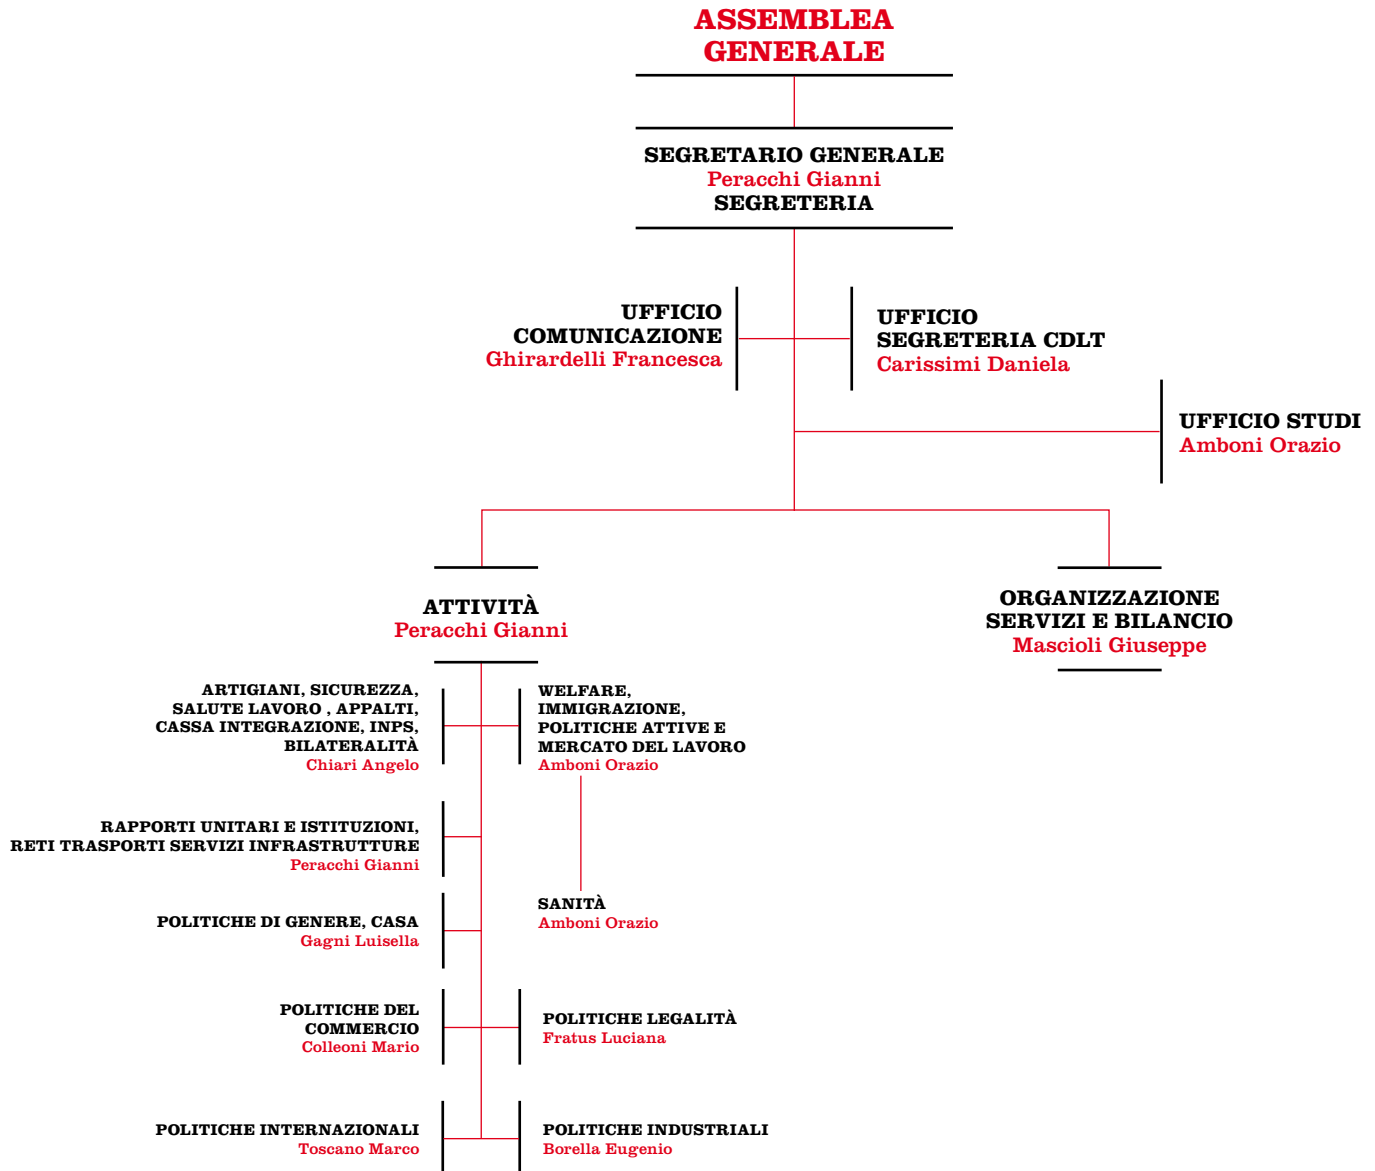 ASSEMBLEA
GENERALE
SEGRETARIO GENERALE
Peracchi Gianni
SEGRETERIA
UFFICIO
COMUNICAZIONE
Ghirardelli Francesca
UFFICIO
SEGRETERIA CDLT
Carissimi Daniela
UFFICIO STUDI
Amboni Orazio
ATTIVITÀ
Peracchi Gianni
ORGANIZZAZIONE
SERVIZI E BILANCIO
Mascioli Giuseppe
ARTIGIANI, SICUREZZA,
SALUTE LAVORO , APPALTI,
CASSA INTEGRAZIONE, INPS,
BILATERALITÀ
Chiari Angelo
WELFARE,
IMMIGRAZIONE,
POLITICHE ATTIVE E
MERCATO DEL LAVORO
Amboni Orazio
RAPPORTI UNITARI E ISTITUZIONI,
RETI TRASPORTI SERVIZI INFRASTRUTTURE
Peracchi Gianni
SANITÀ
Amboni Orazio
POLITICHE DI GENERE, CASA
Gagni Luisella
POLITICHE DEL
COMMERCIO
Colleoni Mario
POLITICHE LEGALITÀ
Fratus Luciana
POLITICHE INTERNAZIONALI
Toscano Marco
POLITICHE INDUSTRIALI
Borella Eugenio